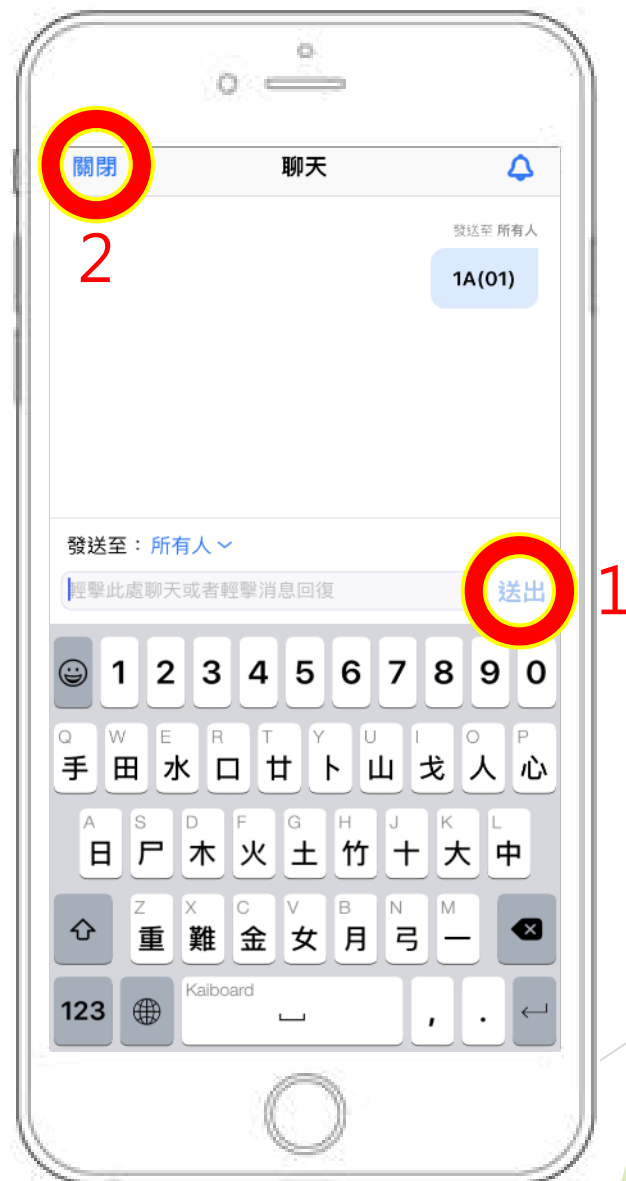 關閉 聊天
2
發送至 所有人
1A(01)
發送至：所有人
輕擊此處聊天或者輕擊消息回復 送出
1
1 2 3 4 5 6 7 8 9 0
Q W E R T Y U I O P
手 田 水 口 廿 卜 山 戈 人 心
A S D F G H J K L
日 尸 木 火 土 竹 十 大 中
Z X C V B N M
重 難 金 女 月 弓 一
123 Kaiboard , .